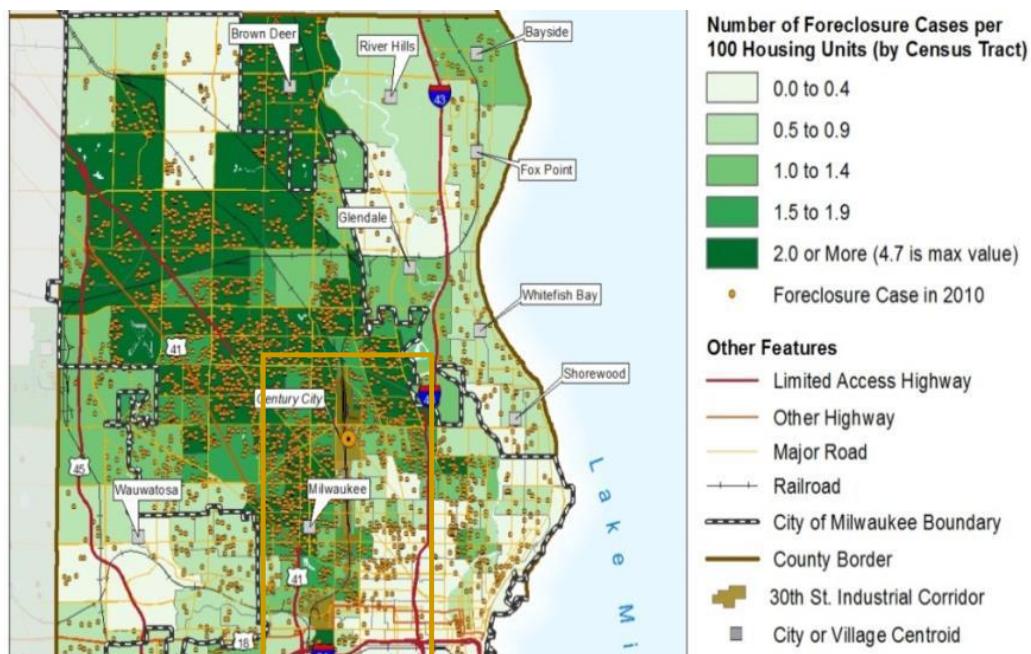 Brown Deer
River Hills
Bayside
43
Fox Point
Glendale
Whitefish Bay
41
Shorewood
Century City
45
Wauwatosa
Milwaukee
41
18
Lake Mi
Number of Foreclosure Cases per
100 Housing Units (by Census Tract)
0.0 to 0.4
0.5 to 0.9
1.0 to 1.4
1.5 to 1.9
2.0 or More (4.7 is max value)
Foreclosure Case in 2010
Other Features
Limited Access Highway
Other Highway
Major Road
Railroad
City of Milwaukee Boundary
County Border
30th St. Industrial Corridor
City or Village Centroid